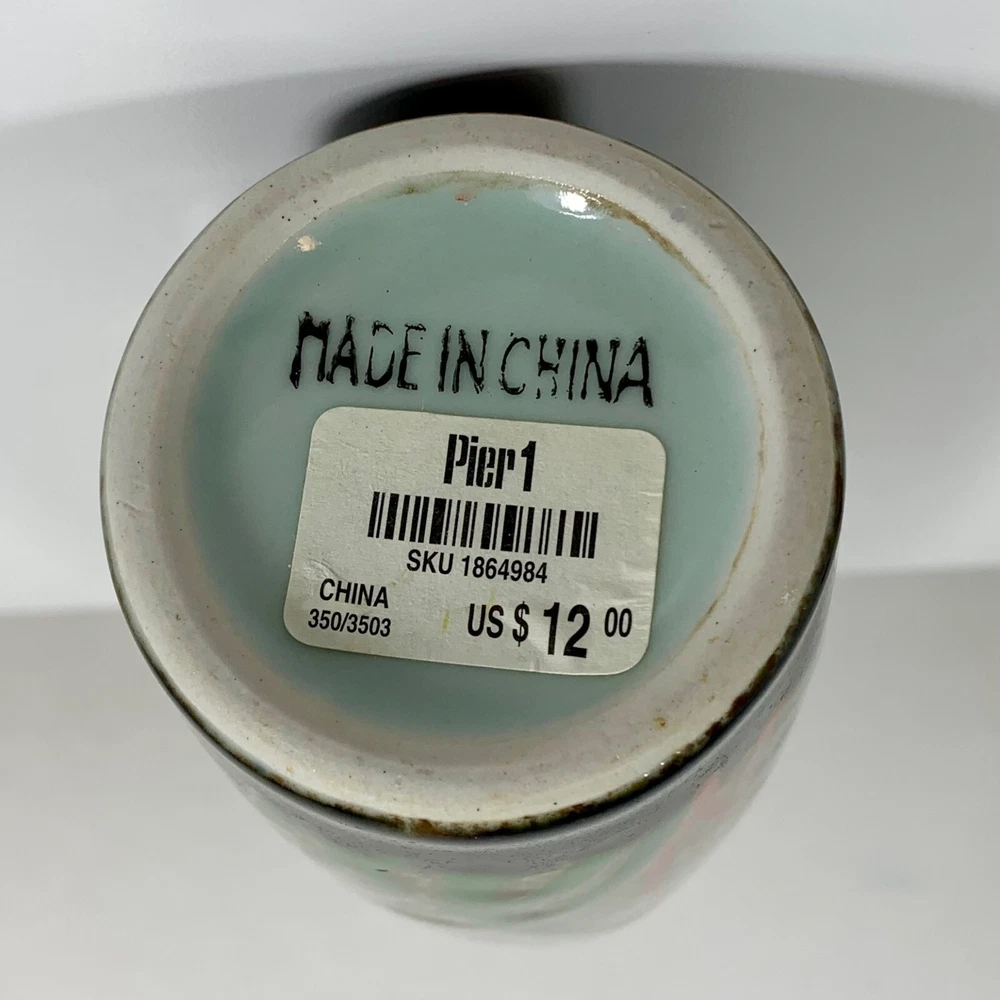 MADE IN CHINA
Pier 1
SKU 1864984
CHINA
350/3503
US $ 12 00